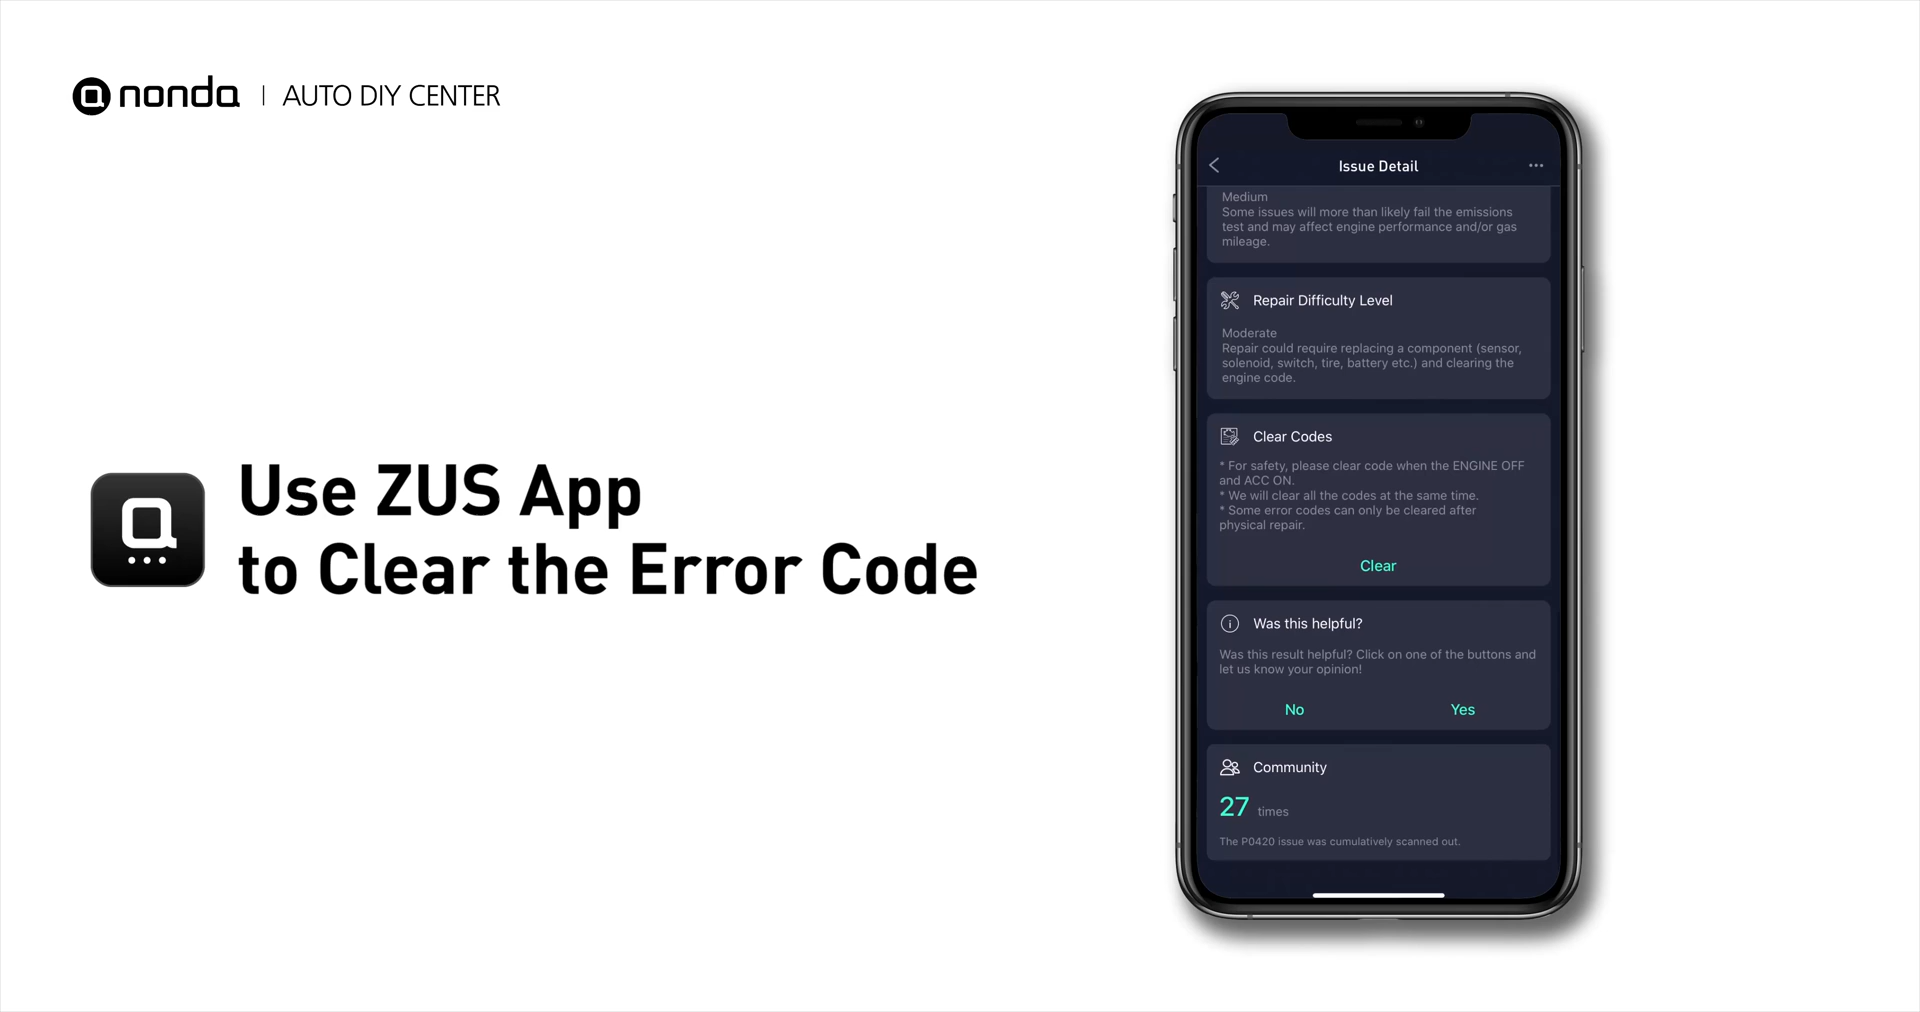 nonda | AUTO DIY CENTER
Use ZUS App
to Clear the Error Code
Issue Detail
Medium
Some issues will more than likely fail the emissions
test and may affect engine performance and/or gas
mileage.
Repair Difficulty Level
Moderate
Repair could require replacing a component (sensor,
solenoid, switch, tire, battery etc.) and clearing the
engine code.
Clear Codes
* For safety, please clear code when the ENGINE OFF
and ACC ON.
* We will clear all the codes at the same time.
* Some error codes can only be cleared after
physical repair.
Clear
Was this helpful?
Was this result helpful? Click on one of the buttons and
let us know your opinion!
No Yes
Community
27 times
The P0420 issue was cumulatively scanned out.